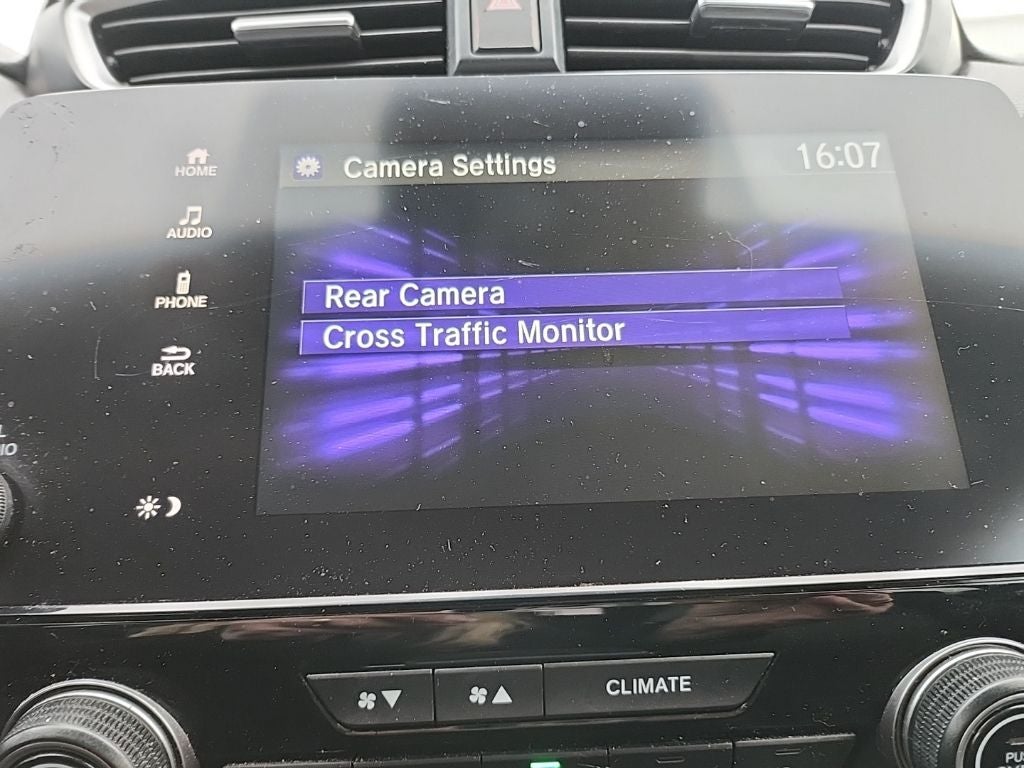 HOME
Camera Settings
16:07
AUDIO
PHONE
Rear Camera
BACK
Cross Traffic Monitor
CLIMATE